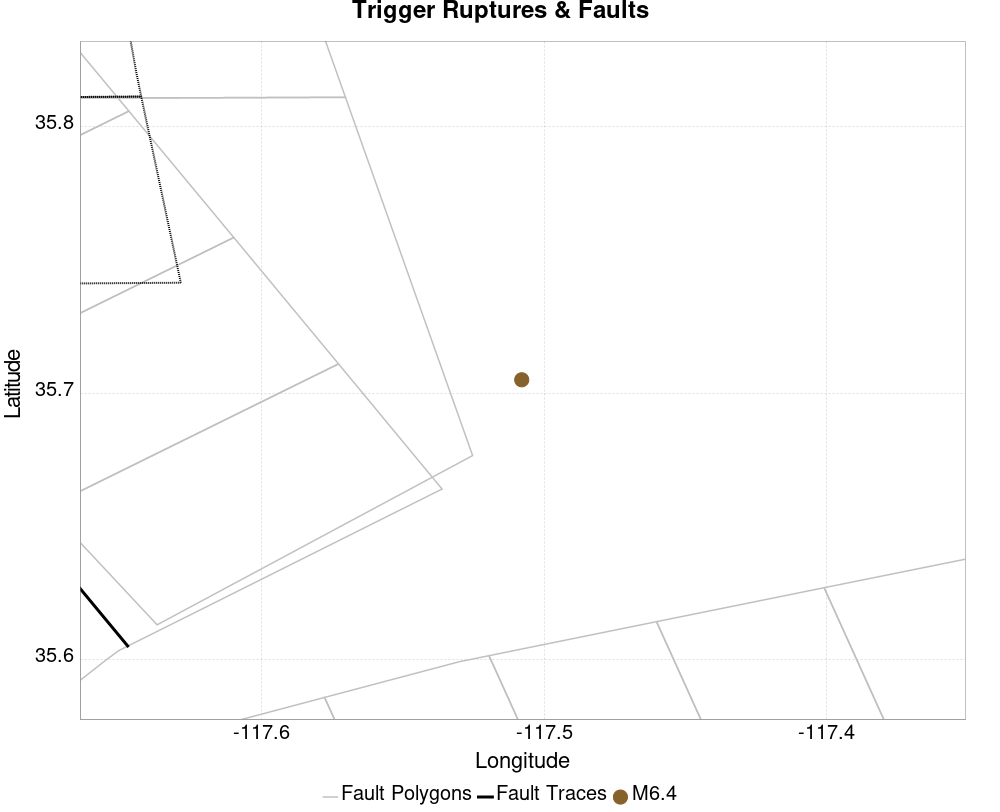 Trigger Ruptures & Faults
35.8
35.7
35.6
Latitude
-117.6
-117.5
-117.4
Longitude
Fault Polygons Fault Traces M6.4